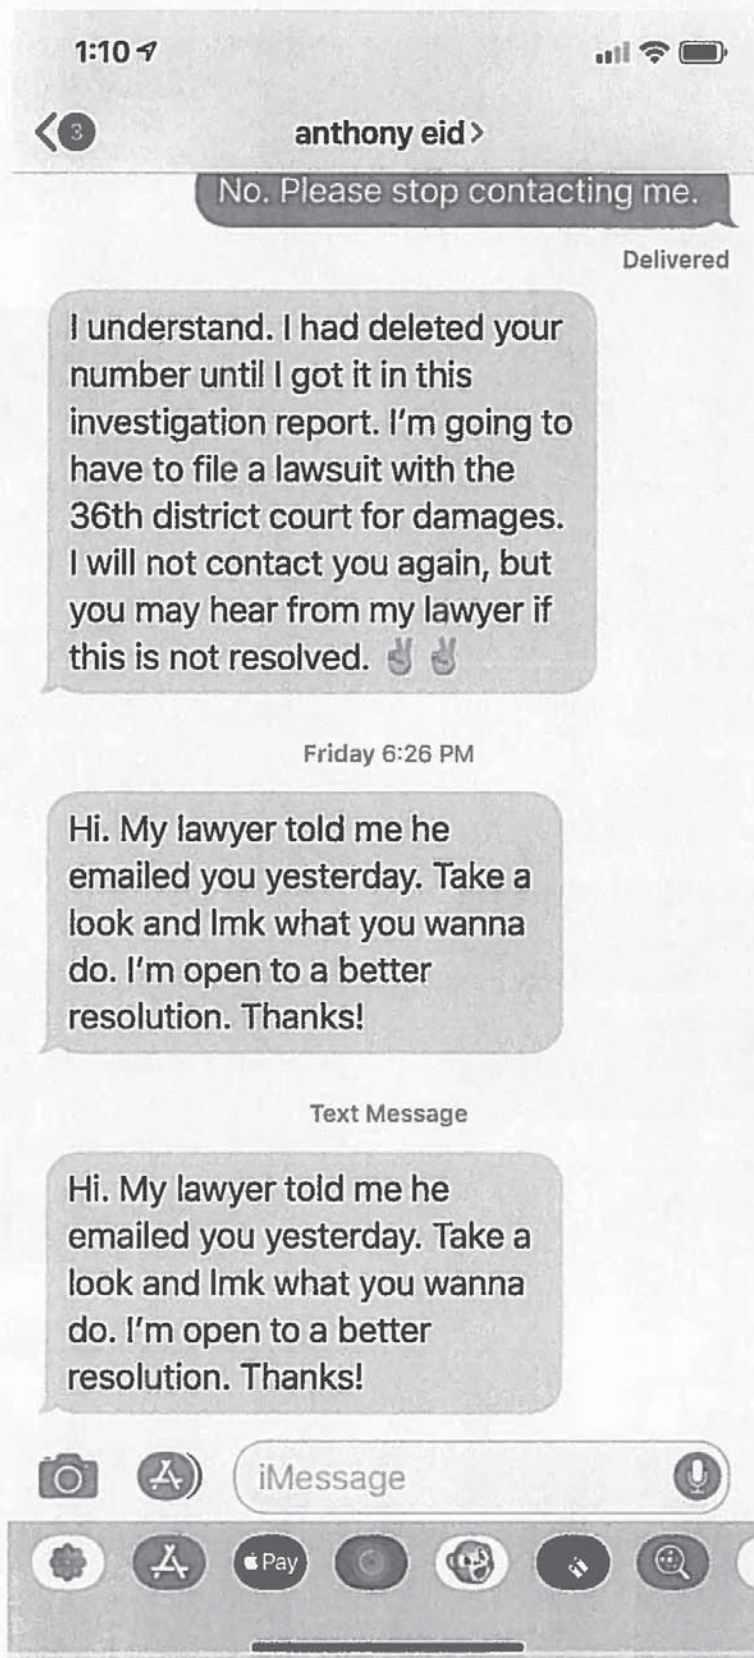 1:10
3
anthony eid >
No. Please stop contacting me.
Delivered
I understand. I had deleted your
number until I got it in this
investigation report. I'm going to
have to file a lawsuit with the
36th district court for damages.
I will not contact you again, but
you may hear from my lawyer if
this is not resolved. ✌️ ✌️
Friday 6:26 PM
Hi. My lawyer told me he
emailed you yesterday. Take a
look and lmk what you wanna
do. I'm open to a better
resolution. Thanks!
Text Message
Hi. My lawyer told me he
emailed you yesterday. Take a
look and lmk what you wanna
do. I'm open to a better
resolution. Thanks!
iMessage
Pay